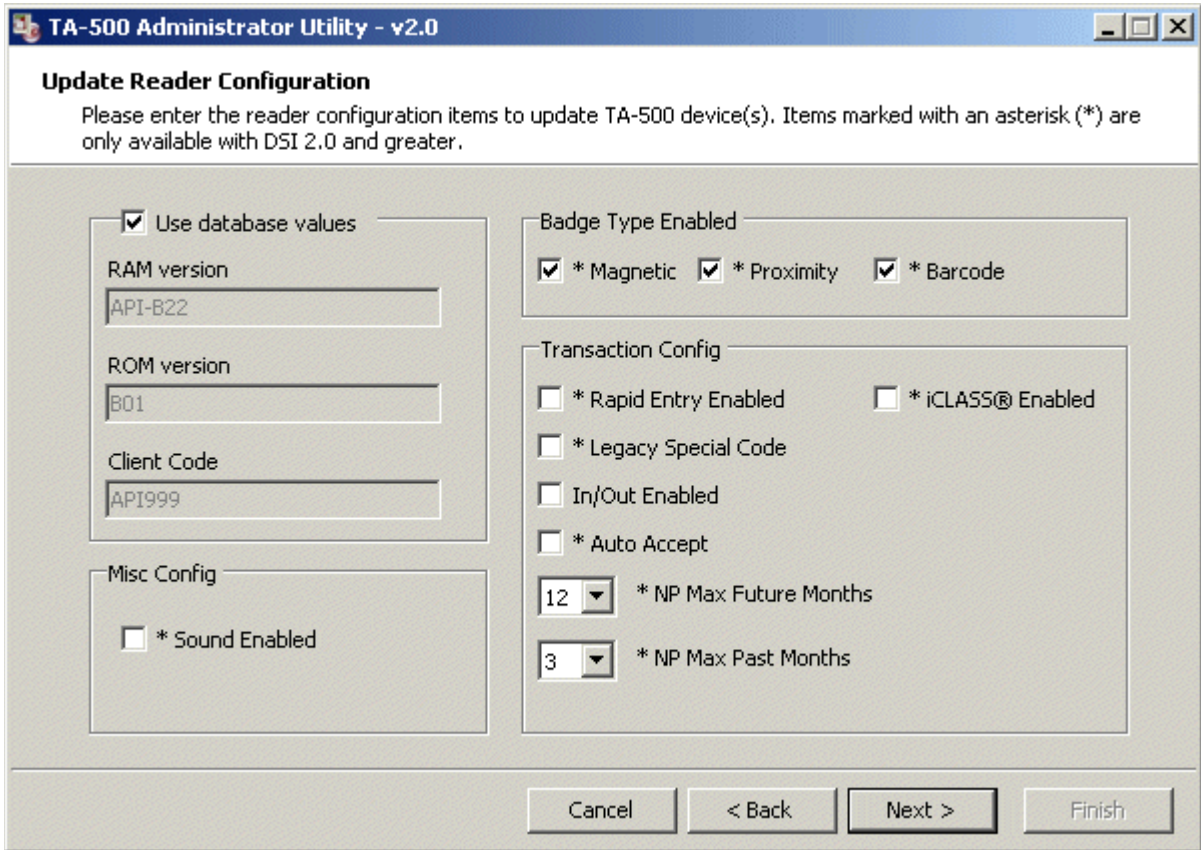 TA-500 Administrator Utility - v2.0
Update Reader Configuration
Please enter the reader configuration items to update TA-500 device(s). Items marked with an asterisk (*) are
only available with DSI 2.0 and greater.
Use database values
RAM version
API-B22
ROM version
B01
Client Code
API999
Misc Config
* Sound Enabled
Badge Type Enabled
* Magnetic * Proximity * Barcode
Transaction Config
* Rapid Entry Enabled * iCLASS® Enabled
* Legacy Special Code
In/Out Enabled
* Auto Accept
12 * NP Max Future Months
3 * NP Max Past Months
Cancel < Back Next > Finish